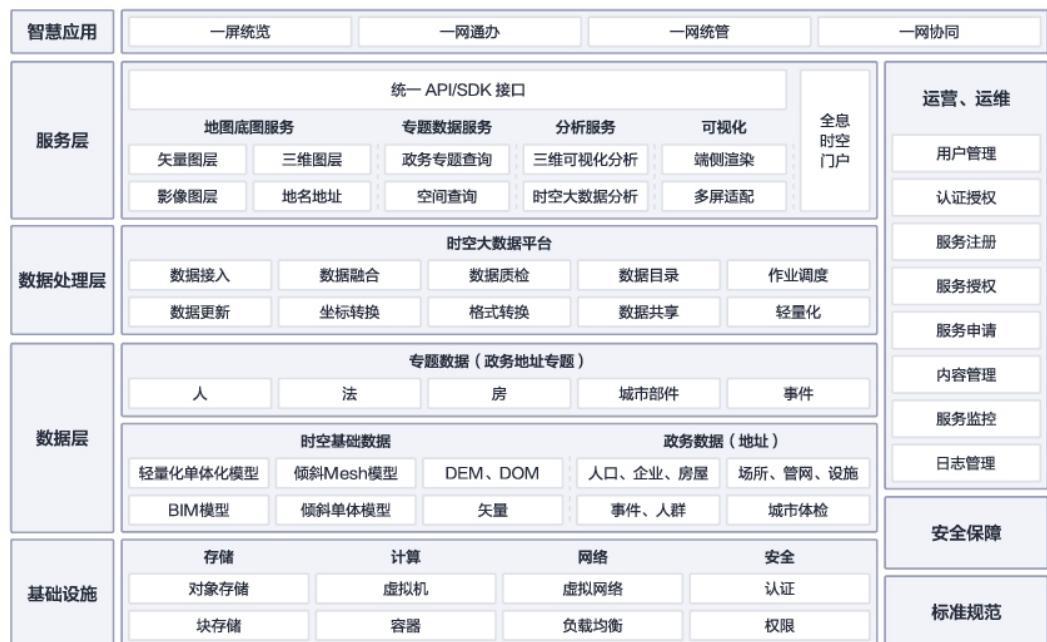 智慧应用
一屏统览
一网通办
一网统管
一网协同
服务层
统一 API/SDK 接口
地图底图服务
专题数据服务
分析服务
可视化
矢量图层
三维图层
政务专题查询
三维可视化分析
端侧渲染
影像图层
地名地址
空间查询
时空大数据分析
多屏适配
全息
时空
门户
数据处理层
时空大数据平台
数据接入
数据融合
数据质检
数据目录
作业调度
数据更新
坐标转换
格式转换
数据共享
轻量化
数据层
专题数据（政务地址专题）
人
法
房
城市部件
事件
时空基础数据
政务数据（地址）
轻量化单体化模型
倾斜Mesh模型
DEM、DOM
人口、企业、房屋
场所、管网、设施
BIM模型
倾斜单体模型
矢量
事件、人群
城市体检
基础设施
存储
计算
网络
安全
对象存储
虚拟机
虚拟网络
认证
块存储
容器
负载均衡
权限
运营、运维
用户管理
认证授权
服务注册
服务授权
服务申请
内容管理
服务监控
日志管理
安全保障
标准规范